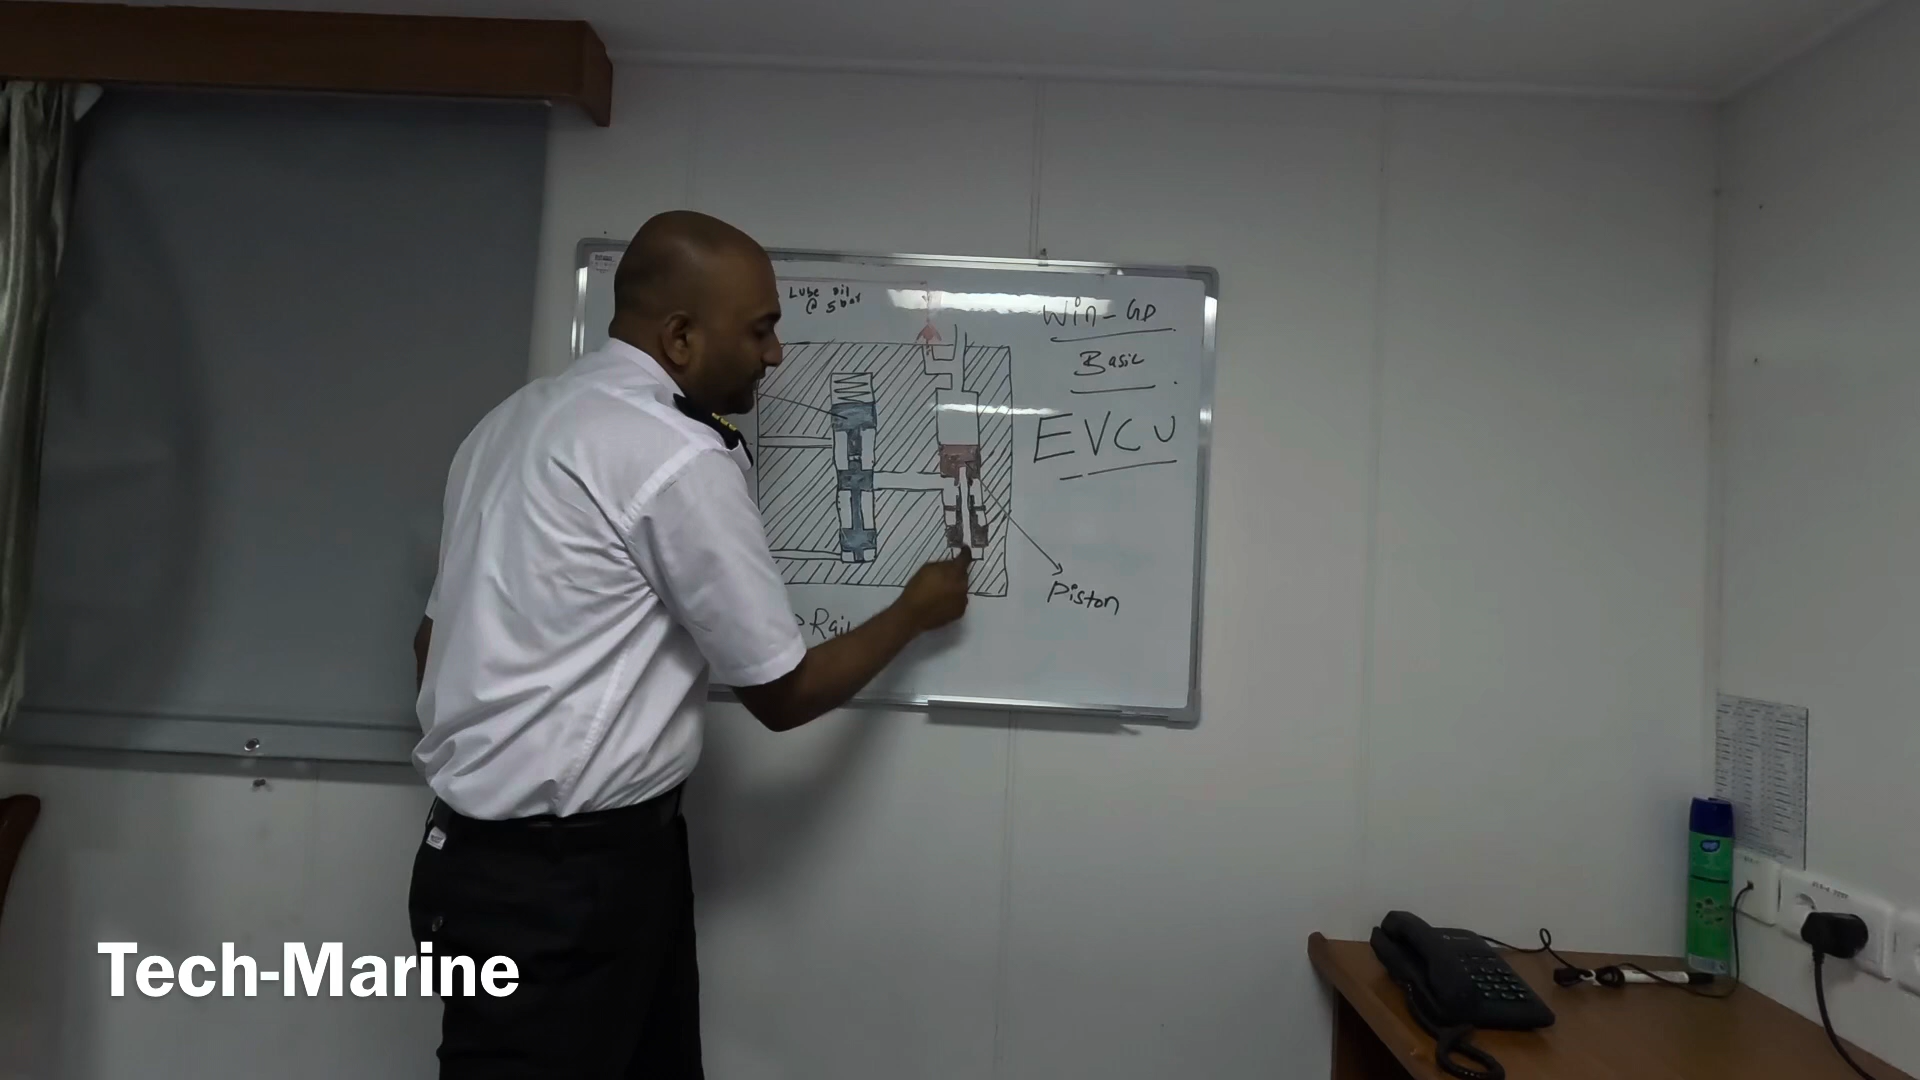 Lube oil
@ 5 bar
Win-GD
Basic
EVCU
Piston
Rail
Tech-Marine